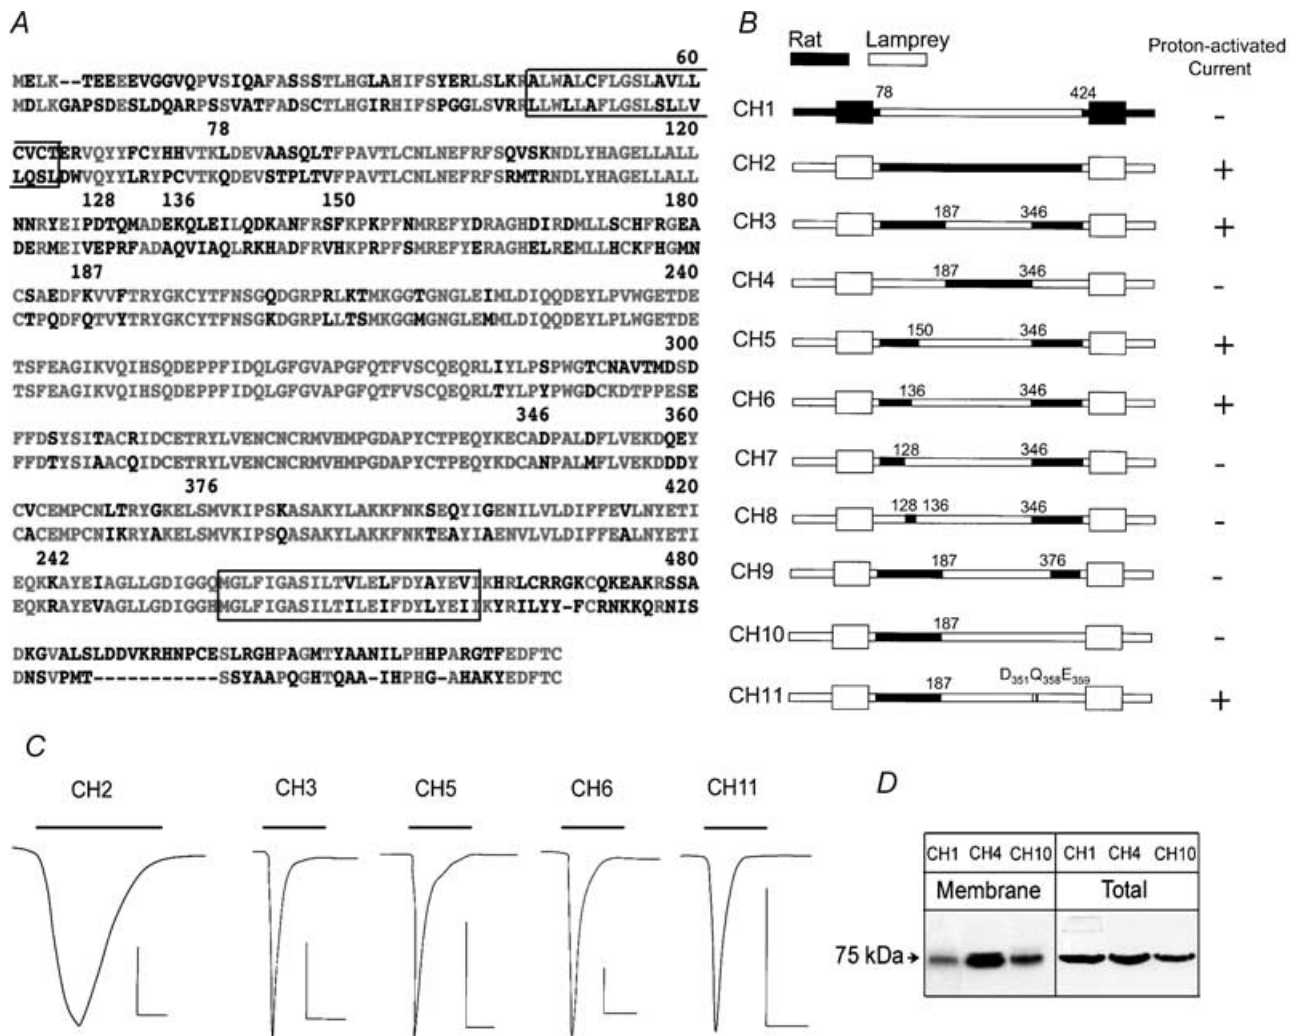 A
60
MELK--TEEEEVGGVQPVSIQAFASSSTLHGLAHIFSYERLSLKRALWALCFLGSLAVLL
MDLKGAPSDESLDQARPSSVATFADSCTLHGIRHIFSPGGLSVRRLLWLLAFLGSLSLLV
78 120
CVCTERVQYYFCYHHVTKLDEVAASQLTFPAVTLCNLNEFRFSQVSKNDLYHAGELLALL
LQSLDWVQYYLRYPCVTKQDEVSTPLTVFPAVTLCNLNEFRFSRMTRNDLYHAGELLALL
128 136 150 180
NNRYEIPDTQMADEKQLEILQDKANFRSFKPKPFNMREFYDRAGHDIRDMLLSCHFRGEA
DERMEIVEPRFADAQVIAQLRKHADFRVHKPRPFSMREFYERAGHELREMLLHCKFHGMN
187 240
CSAEDFKVVFTRYGKCYTFNSGQDGRPRLKTMKGGTGNGLEIMLDIQQDEYLPVWGETDE
CTPQDFQTVYTRYGKCYTFNSGKDGRPLLTSMKGGMGNGLEMMLDIQQDEYLPLWGETDE
300
TSFEAGIKVQIHSQDEPPFIDQLGFGVAPGFQTFVSCQEQRLIYLPSPWGTCNAVTMDSD
TSFEAGIKVQIHSQDEPPFIDQLGFGVAPGFQTFVSCQEQRLTYLPYPWGDCKDTPPESE
346 360
FFDSYSITACRIDCETRYLVENCNCRMVHMPGDAPYCTPEQYKECADPALDFLVEKDQEY
FFDTYSIAACQIDCETRYLVENCNCRMVHMPGDAPYCTPEQYKDCANPALMFLVEKDDDY
376 420
CVCEMPCNLTRYGKELSMVKIPSKASAKYLAKKFNKSEQYIGENILVLDIFFEVLNYETI
CACEMPCNIKRYAKELSMVKIPSQASAKYLAKKFNKTEAYIAENVLVLDIFFEALNYETI
242 480
EQKKAYEIAGLLGDIGGQMGLFIGASILTVLELFDYAYEVIKHRLCRRGKCQKEAKRSSA
EQKRAYEVAGLLGDIGGHMGLFIGASILTILEIFDYLYEIIKYRILYY-FCRNKKQRNIS
DKGVALSLDDVKRHNPCESLRGHPAGMTYAANILPHHPARGTFEDFTC
DNSVPMT-----------SSYAAPQGHTQAA-IHPHG-AHAKYEDFTC
B
Rat Lamprey
Proton-activated
Current
CH1 78 424 -
CH2 +
CH3 187 346 +
CH4 187 346 -
CH5 150 346 +
CH6 136 346 +
CH7 128 346 -
CH8 128 136 346 -
CH9 187 376 -
CH10 187 -
CH11 187 D351Q358E359 +
C
CH2 CH3 CH5 CH6 CH11
D
CH1 CH4 CH10 CH1 CH4 CH10
Membrane Total
75 kDa